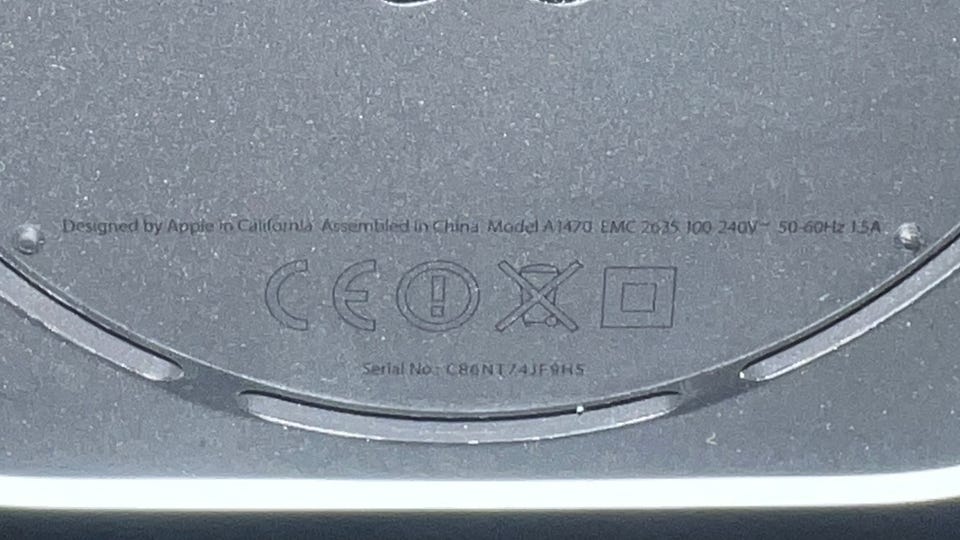 Designed by Apple in California Assembled in China Model A1470 EMC 2635 100-240V~ 50-60Hz 1.5A
CE
Serial No.: C86NT74JF9H5